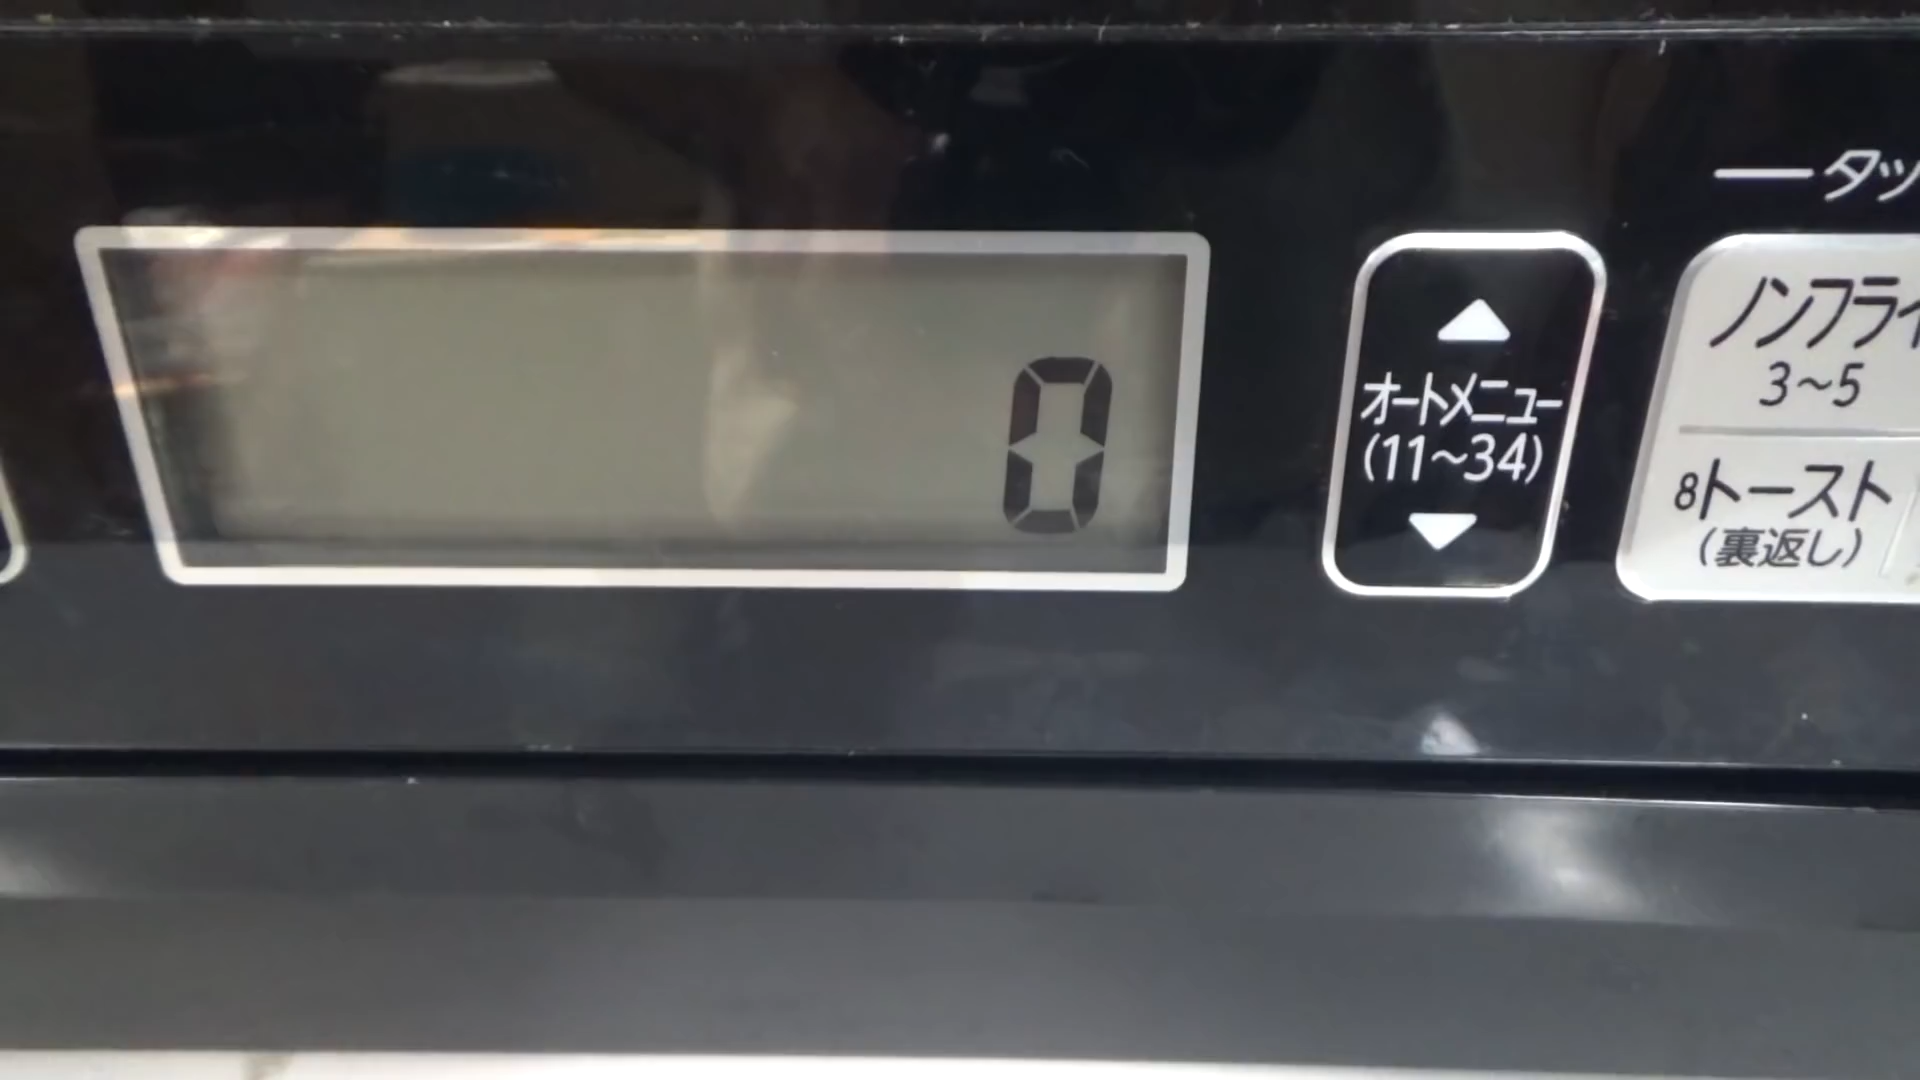 0
オートメニュー
(11〜34)
タッ
ノンフライ
3〜5
8トースト
(裏返し)